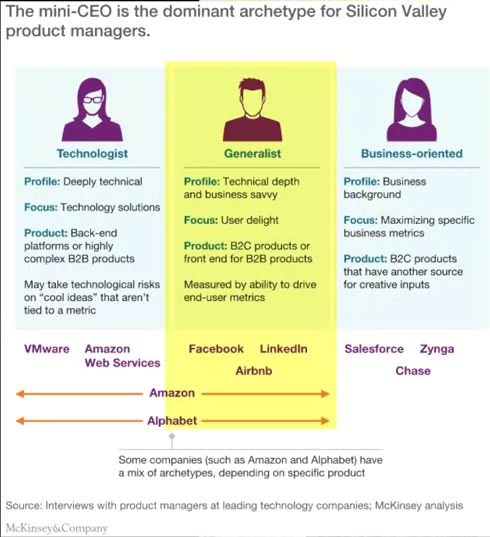 The mini-CEO is the dominant archetype for Silicon Valley
product managers.
Technologist
Profile: Deeply technical
Focus: Technology solutions
Product: Back-end
platforms or highly
complex B2B products
May take technological risks
on “cool ideas” that aren’t
tied to a metric
Generalist
Profile: Technical depth
and business savvy
Focus: User delight
Product: B2C products or
front end for B2B products
Measured by ability to drive
end-user metrics
Business-oriented
Profile: Business
background
Focus: Maximizing specific
business metrics
Product: B2C products
that have another source
for creative inputs
VMware
Amazon
Web Services
Facebook
LinkedIn
Airbnb
Salesforce
Zynga
Chase
Amazon
Alphabet
Some companies (such as Amazon and Alphabet) have
a mix of archetypes, depending on specific product
Source: Interviews with product managers at leading technology companies; McKinsey analysis
McKinsey&Company